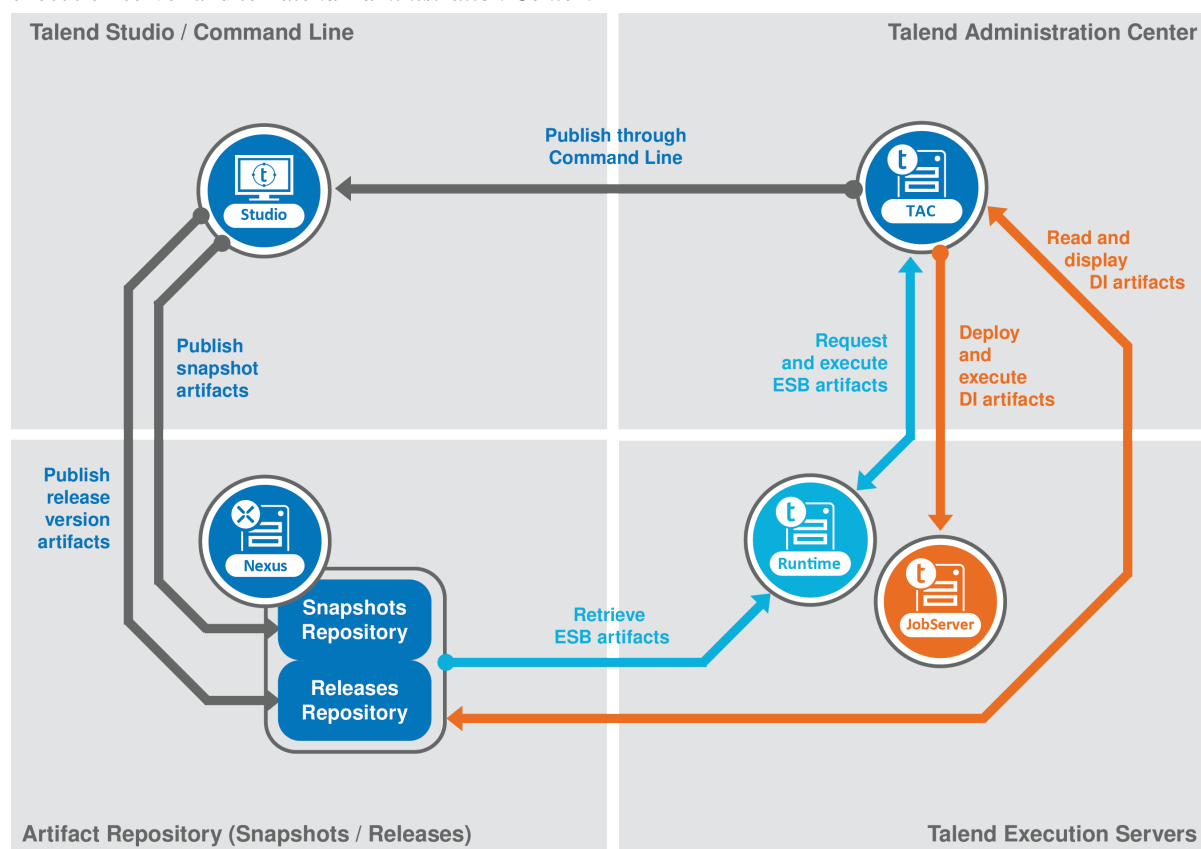 Talend Studio / Command Line
Talend Administration Center
Publish through
Command Line
Studio
TAC
Read and
display
DI artifacts
Publish
snapshot
artifacts
Request
and execute
ESB artifacts
Deploy
and
execute
DI artifacts
Publish
release
version
artifacts
Nexus
Runtime
JobServer
Snapshots
Repository
Retrieve
ESB artifacts
Releases
Repository
Artifact Repository (Snapshots / Releases)
Talend Execution Servers